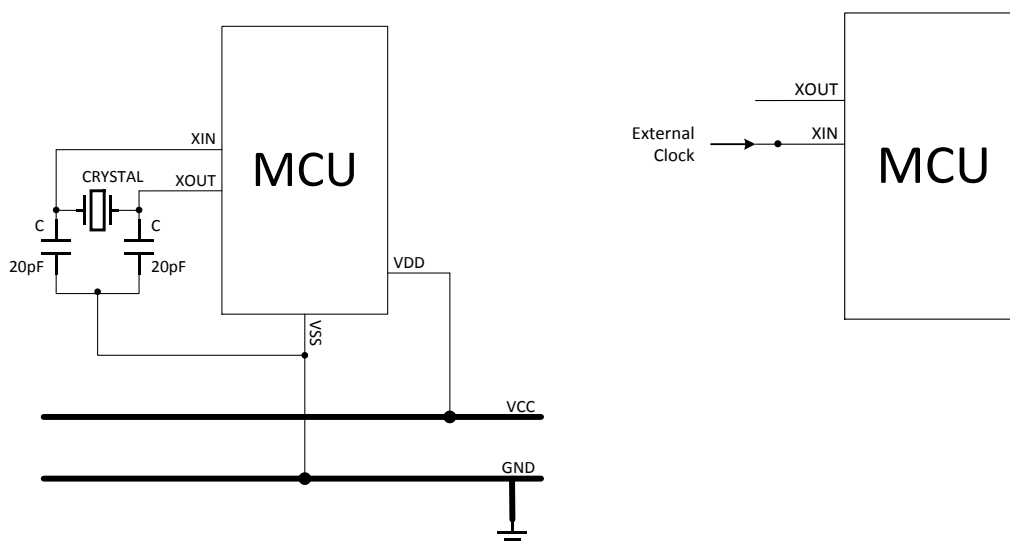 XIN
MCU
CRYSTAL
XOUT
C
C
20pF
20pF
VDD
VSS
VCC
GND
XOUT
External
Clock
XIN
MCU